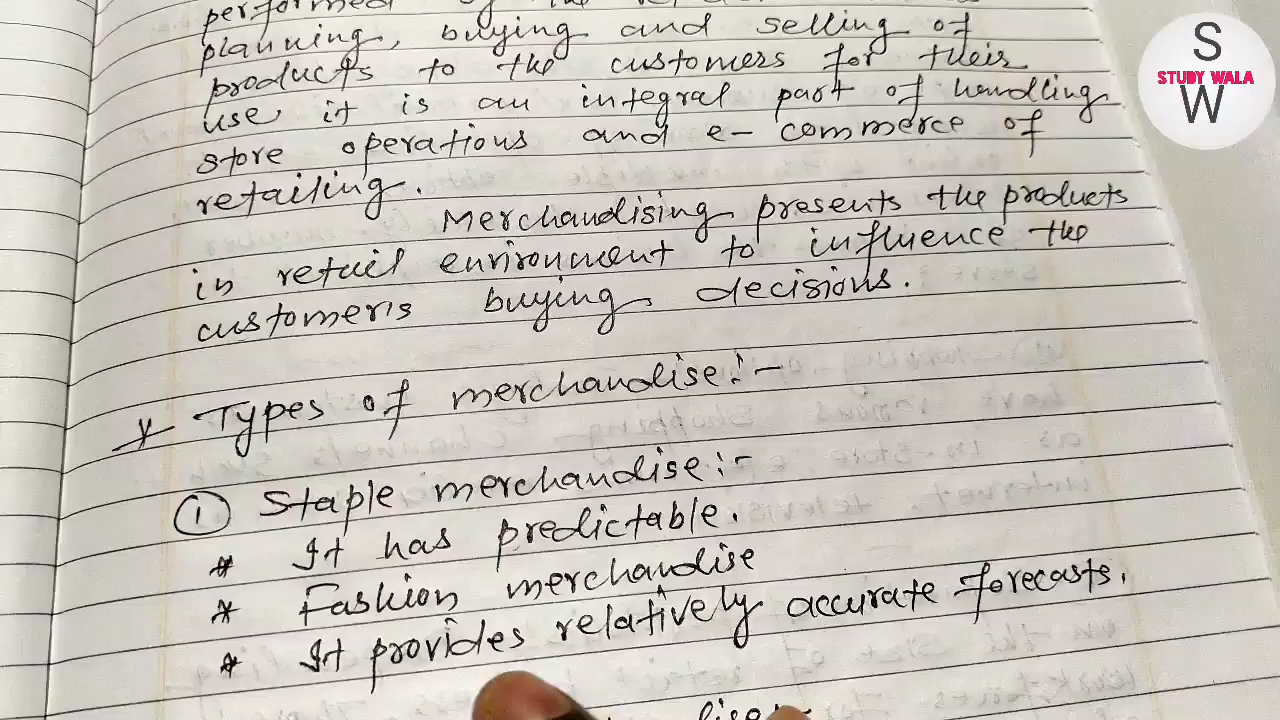 performed
planning, buying and selling of
products to the customers for their
use, it is an integral part of handling
store operations and e-commerce of
retailing.
Merchandising presents the products
in retail environment to influence the
customer's buying decisions.
* Types of merchandise:-
① Staple merchandise:-
* It has predictable.
* Fashion merchandise
* It provides relatively accurate forecasts.
S
STUDY WALA
W